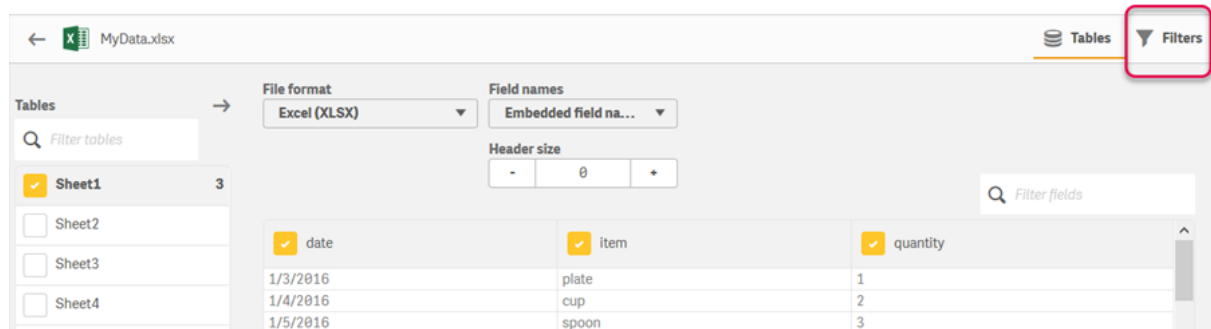 MyData.xlsx
Tables
Filters
Tables
Filter tables
Sheet1 3
Sheet2
Sheet3
Sheet4
File format
Excel (XLSX)
Field names
Embedded field na...
Header size
- 0 +
Filter fields
date item quantity
1/3/2016 plate 1
1/4/2016 cup 2
1/5/2016 spoon 3